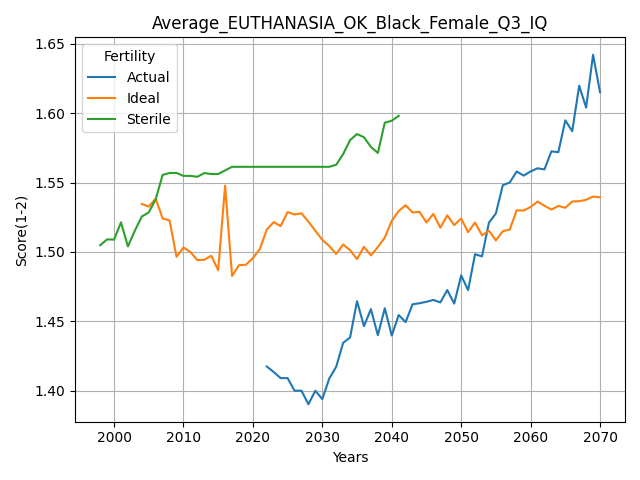 Average_EUTHANASIA_OK_Black_Female_Q3_IQ
Fertility
Actual
Ideal
Sterile
Score(1-2)
1.65
1.60
1.55
1.50
1.45
1.40
2000 2010 2020 2030 2040 2050 2060 2070
Years